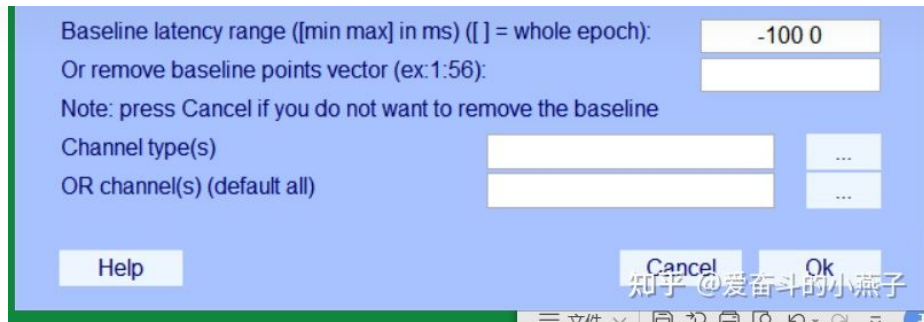 Baseline latency range ([min max] in ms) ([ ] = whole epoch):
-100 0
Or remove baseline points vector (ex:1:56):
Note: press Cancel if you do not want to remove the baseline
Channel type(s)
...
OR channel(s) (default all)
...
Help
Cancel
Ok
知乎 @爱奋斗的小燕子
文件